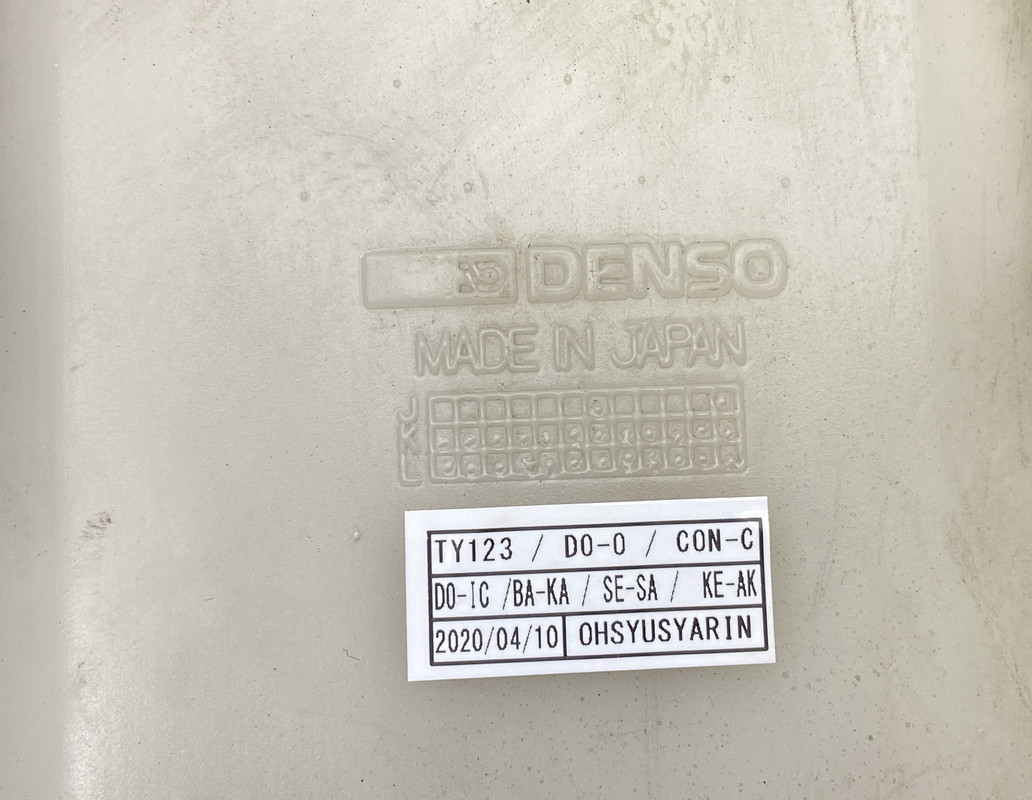 DENSO
MADE IN JAPAN
J
K
L
TY123 / DO-O / CON-C
DO-IC /BA-KA / SE-SA / KE-AK
2020/04/10 OHSYUSYARIN